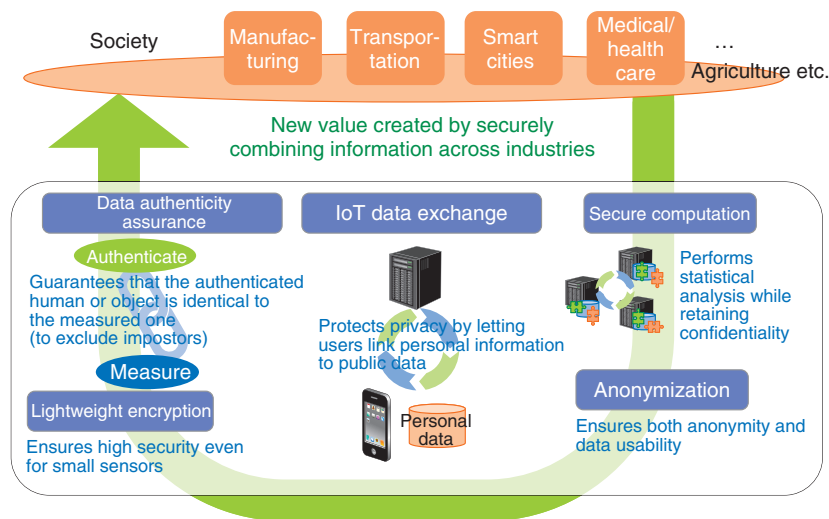 Society
Manufac-
turing
Transpor-
tation
Smart
cities
Medical/
health
care
...
Agriculture etc.
New value created by securely
combining information across industries
Data authenticity
assurance
Authenticate
Guarantees that the authenticated
human or object is identical to
the measured one
(to exclude impostors)
Measure
Lightweight encryption
Ensures high security even
for small sensors
IoT data exchange
Protects privacy by letting
users link personal information
to public data
Personal
data
Secure computation
Performs
statistical
analysis while
retaining
confidentiality
Anonymization
Ensures both anonymity and
data usability